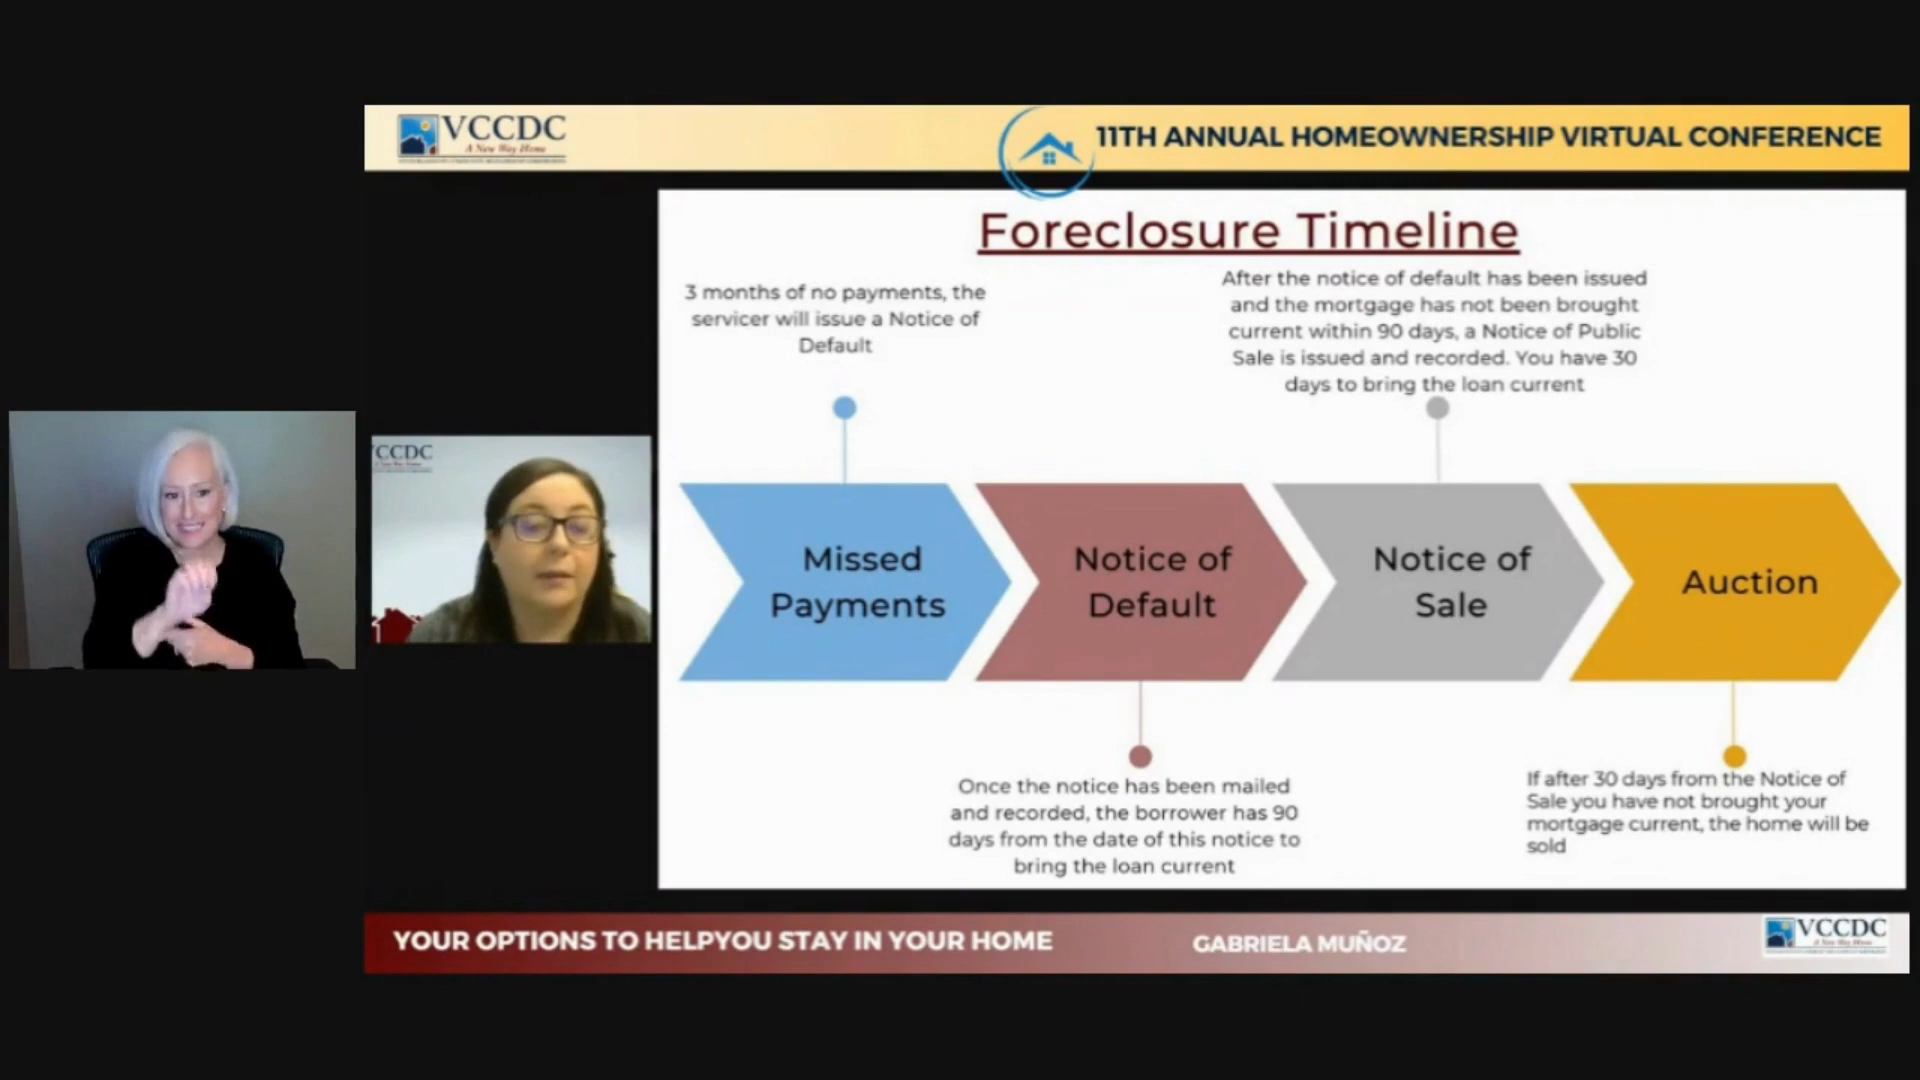 VCCDC
A New Way Home
11TH ANNUAL HOMEOWNERSHIP VIRTUAL CONFERENCE
Foreclosure Timeline
3 months of no payments, the
servicer will issue a Notice of
Default
After the notice of default has been issued
and the mortgage has not been brought
current within 90 days, a Notice of Public
Sale is issued and recorded. You have 30
days to bring the loan current
CCDC
Missed
Payments
Notice of
Default
Notice of
Sale
Auction
Once the notice has been mailed
and recorded, the borrower has 90
days from the date of this notice to
bring the loan current
If after 30 days from the Notice of
Sale you have not brought your
mortgage current, the home will be
sold
YOUR OPTIONS TO HELPYOU STAY IN YOUR HOME
GABRIELA MUÑOZ
VCCDC
A New Way Home